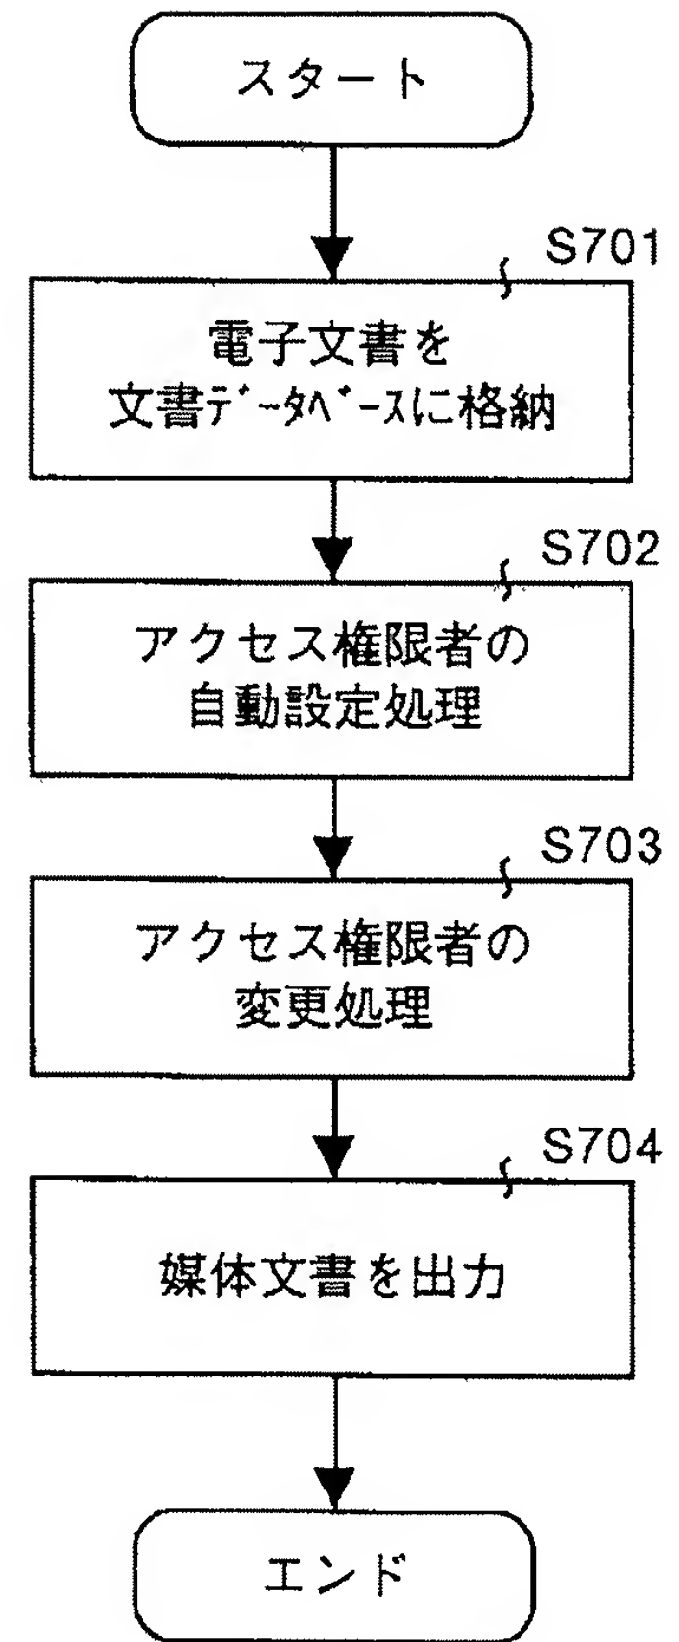 スタート
S701
電子文書を
文書ﾃﾞｰﾀﾍﾞｰｽに格納
S702
アクセス権限者の
自動設定処理
S703
アクセス権限者の
変更処理
S704
媒体文書を出力
エンド